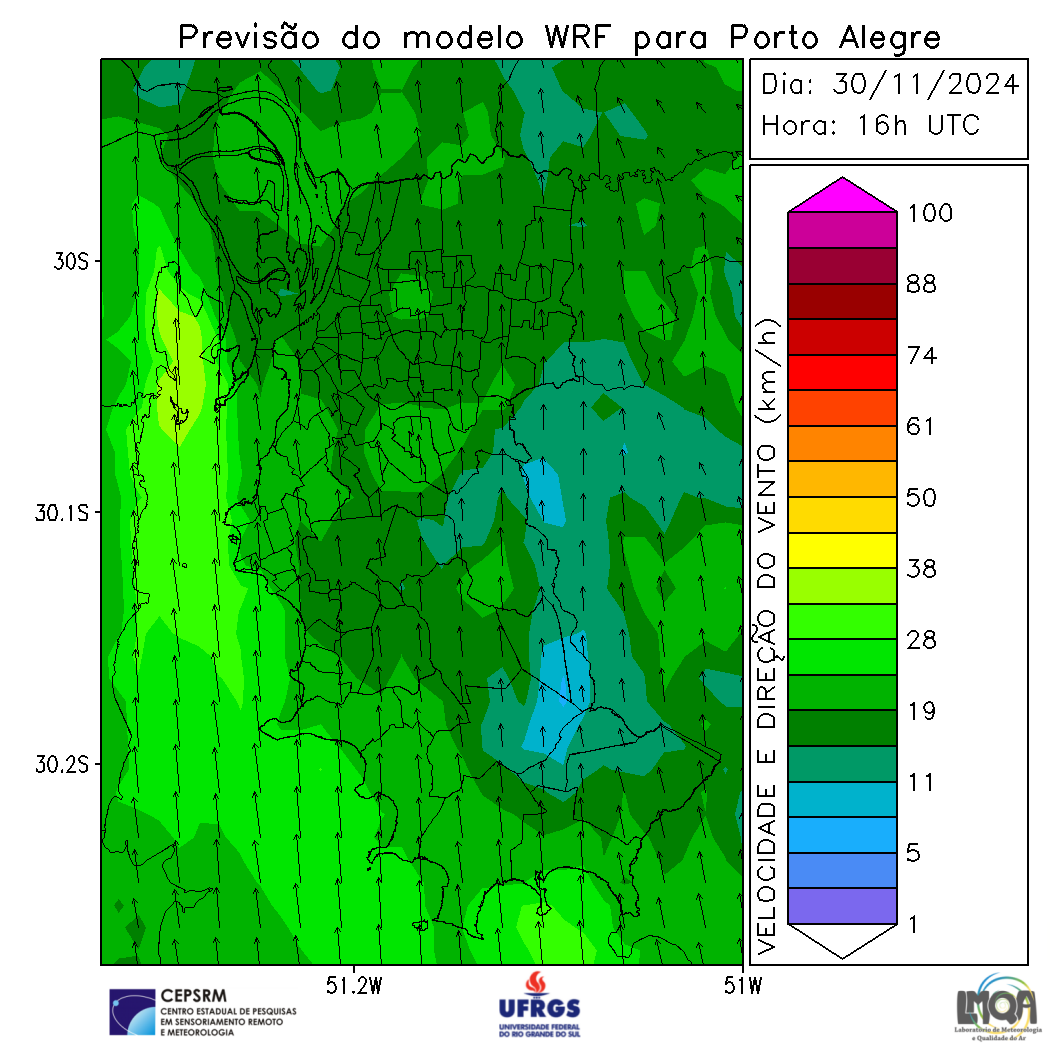 Previsão do modelo WRF para Porto Alegre
Dia: 30/11/2024
Hora: 16h UTC
30S
30.1S
30.2S
51.2W
51W
VELOCIDADE E DIREÇÃO DO VENTO (km/h)
100
88
74
61
50
38
28
19
11
5
1
CEPSRM
CENTRO ESTADUAL DE PESQUISAS
EM SENSORIAMENTO REMOTO
E METEOROLOGIA
UFRGS
UNIVERSIDADE FEDERAL
DO RIO GRANDE DO SUL
LMQA
Laboratório de Meteorologia
e Qualidade do Ar